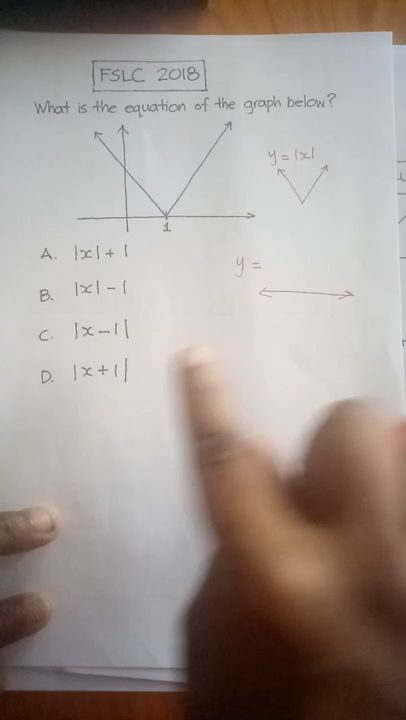 FSLC 2018
What is the equation of the graph below?
y = |x|
1
A. |x| + 1
y =
B. |x| - 1
C. |x - 1|
D. |x + 1|